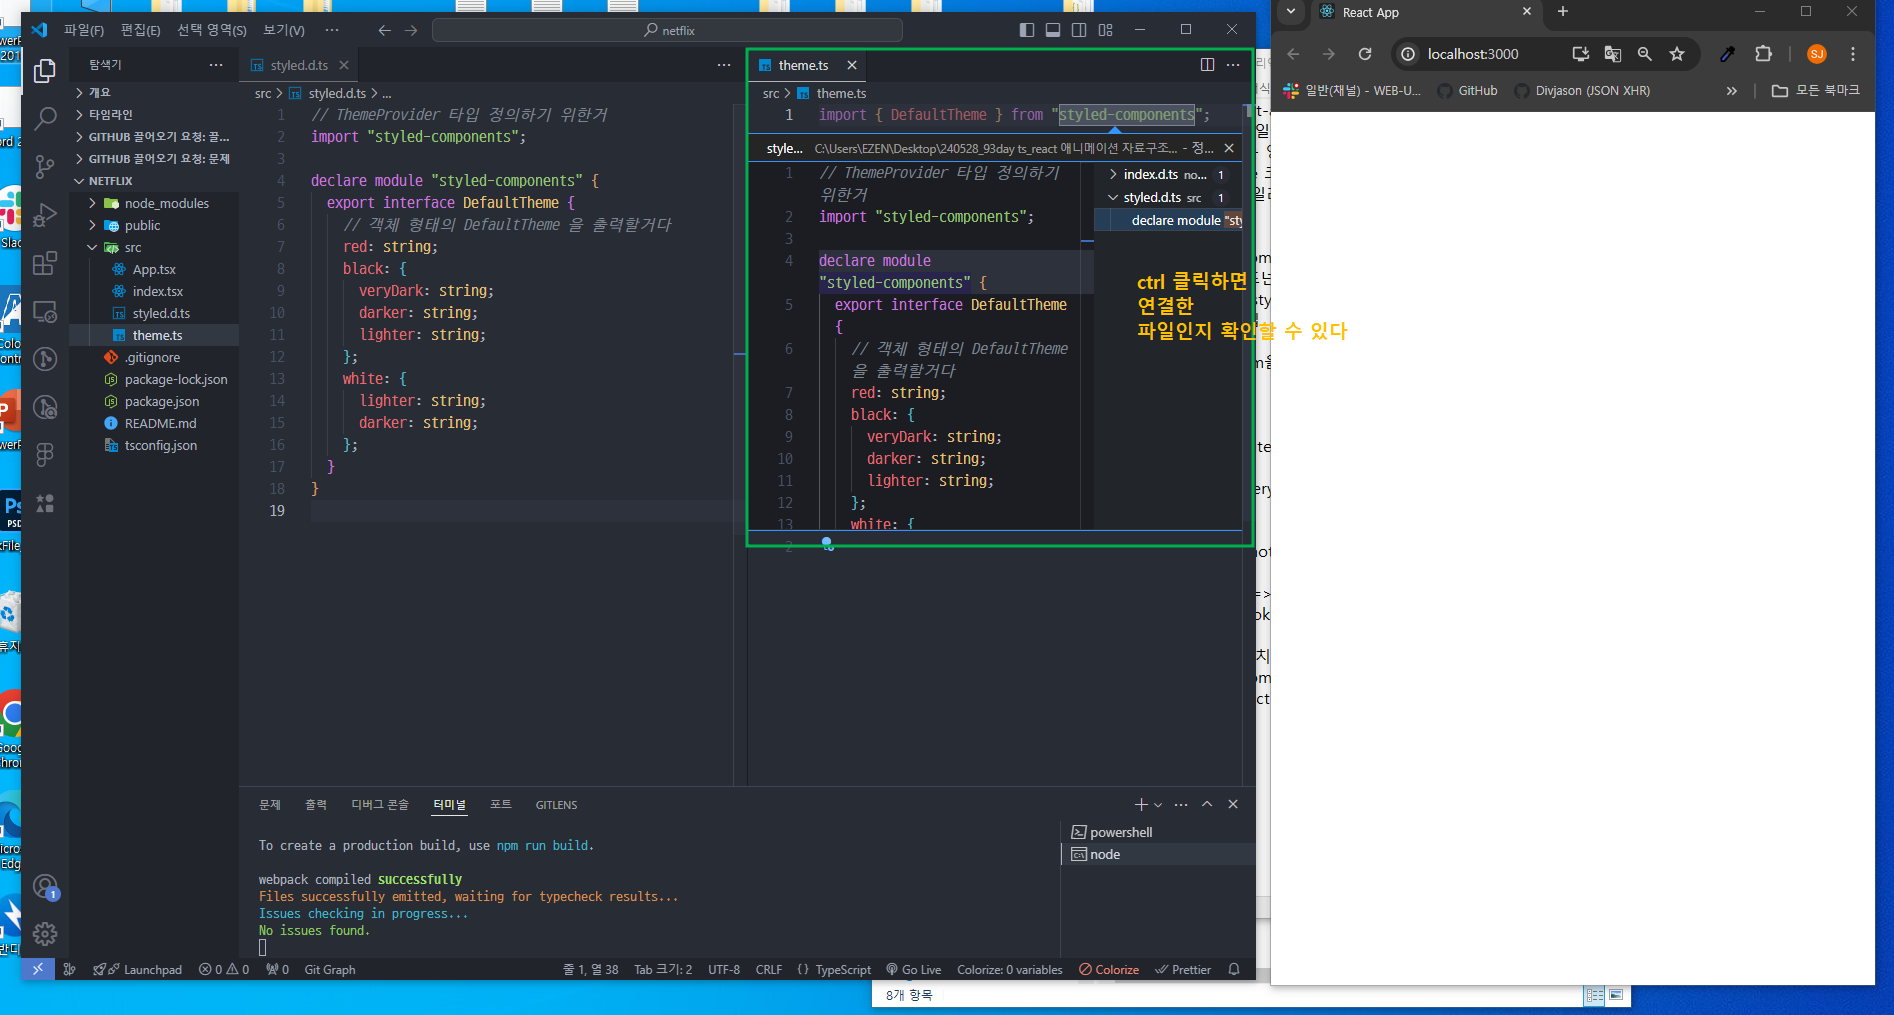 파일(F) 편집(E) 선택 영역(S) 보기(V) ···
netflix
탐색기 ···
개요
타임라인
GITHUB 끌어오기 요청: 끌...
GITHUB 끌어오기 요청: 문제
NETFLIX
node_modules
public
src
App.tsx
index.tsx
styled.d.ts
theme.ts
.gitignore
package-lock.json
package.json
README.md
tsconfig.json
styled.d.ts
src > styled.d.ts > ...
1 // ThemeProvider 타입 정의하기 위한거
2 import "styled-components";
3
4 declare module "styled-components" {
5 export interface DefaultTheme {
6 // 객체 형태의 DefaultTheme 을 출력할거다
7 red: string;
8 black: {
9 veryDark: string;
10 darker: string;
11 lighter: string;
12 };
13 white: {
14 lighter: string;
15 darker: string;
16 };
17 }
18 }
19
theme.ts
src > theme.ts
1 import { DefaultTheme } from "styled-components";
style... C:\Users\EZEN\Desktop\240528_93day ts_react 애니메이션 자료구조... - 정...
1 // ThemeProvider 타입 정의하기
위한거
2 import "styled-components";
3
4 declare module
"styled-components" {
5 export interface DefaultTheme
{
6 // 객체 형태의 DefaultTheme
을 출력할거다
7 red: string;
8 black: {
9 veryDark: string;
10 darker: string;
11 lighter: string;
12 };
13 white: {
2
index.d.ts no... 1
styled.d.ts src 1
declare module "sty
ctrl 클릭하면
연결한
파일인지 확인할 수 있다
문제 출력 디버그 콘솔 터미널 포트 GITLENS
To create a production build, use npm run build.
webpack compiled successfully
Files successfully emitted, waiting for typecheck results...
Issues checking in progress...
No issues found.
powershell
node
Launchpad 0 0 0 Git Graph 줄 1, 열 38 Tab 크기: 2 UTF-8 CRLF {} TypeScript Go Live Colorize: 0 variables Colorize Prettier
1
8개 항목
React App
localhost:3000
SJ
일반(채널) - WEB-U... GitHub Divjason (JSON XHR) » 모든 북마크